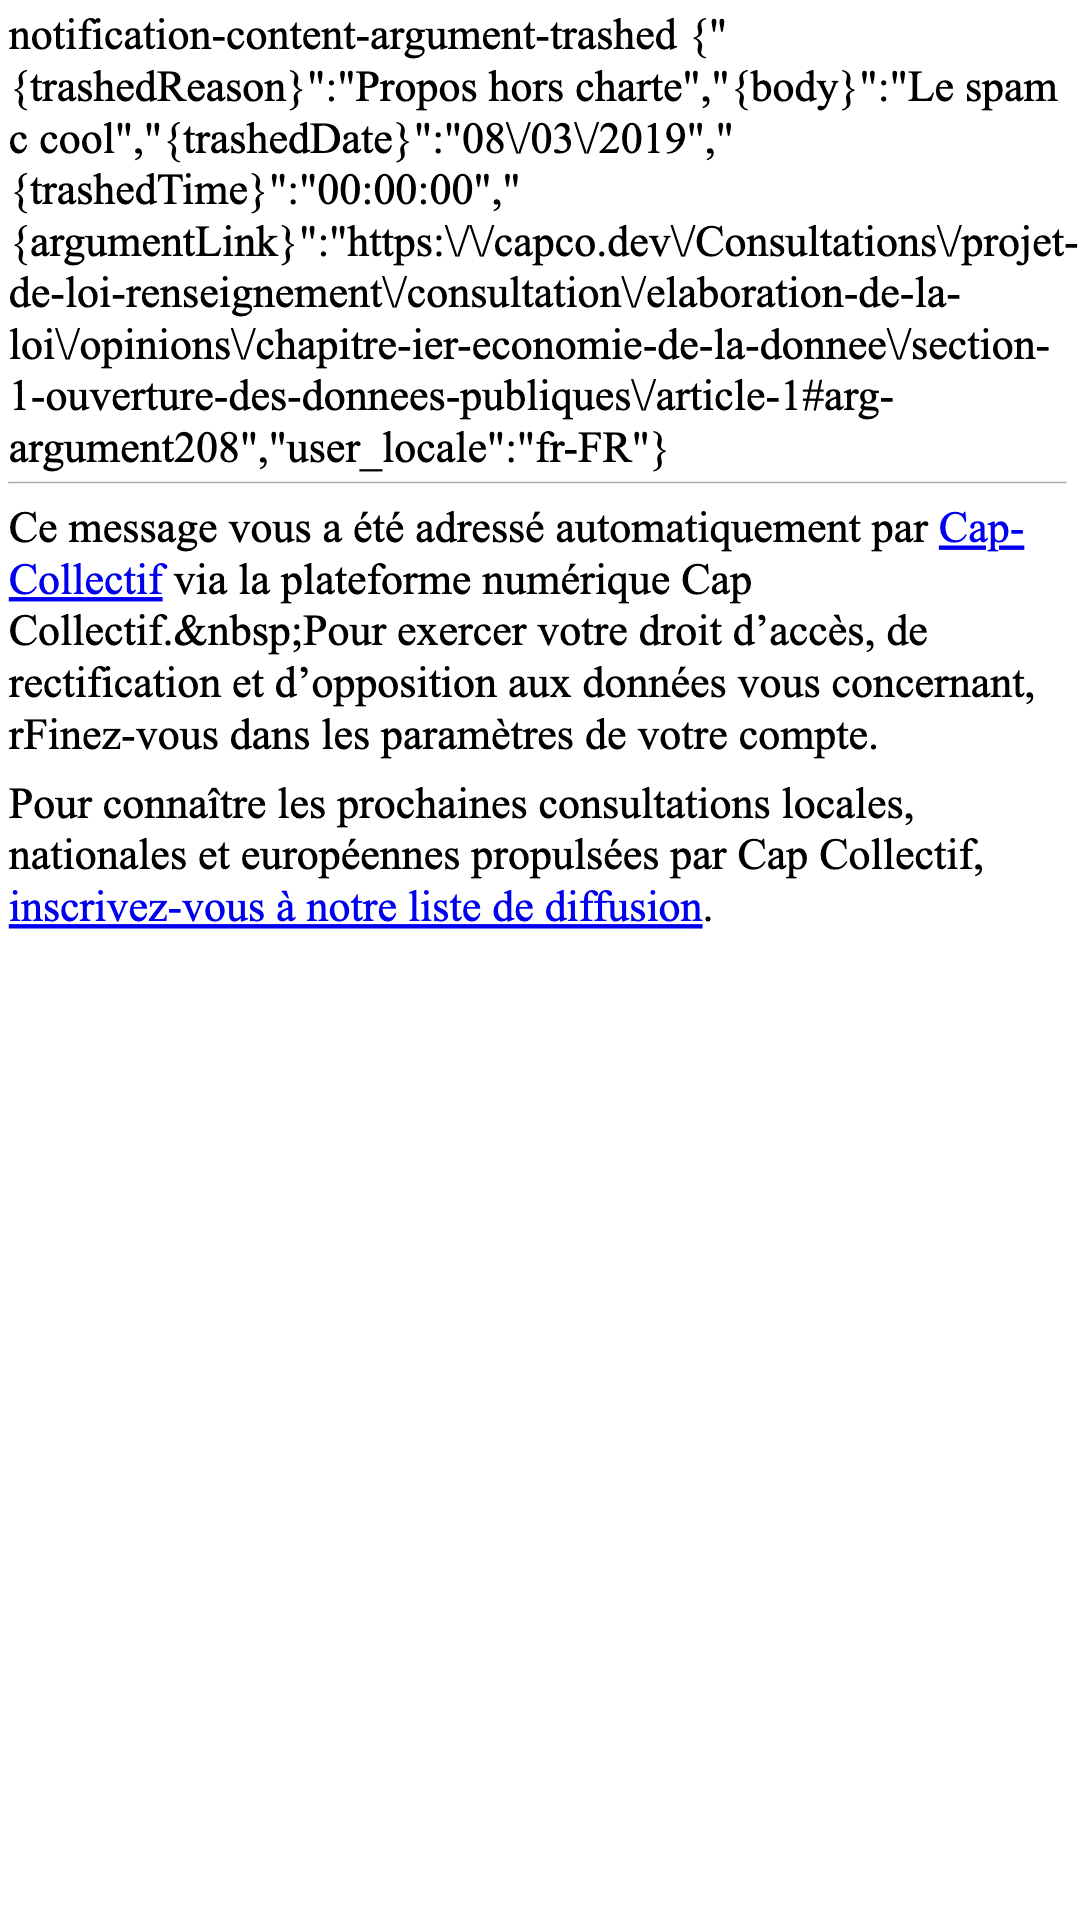 notification-content-argument-trashed {"
{trashedReason}":"Propos hors charte","{body}":"Le spam
c cool","{trashedDate}":"08\/03\/2019","
{trashedTime}":"00:00:00","
{argumentLink}":"https:\/\/capco.dev\/Consultations\/projet-
de-loi-renseignement\/consultation\/elaboration-de-la-
loi\/opinions\/chapitre-ier-economie-de-la-donnee\/section-
1-ouverture-des-donnees-publiques\/article-1#arg-
argument208","user_locale":"fr-FR"}
Ce message vous a été adressé automatiquement par Cap-
Collectif via la plateforme numérique Cap
Collectif.&nbsp;Pour exercer votre droit d’accès, de
rectification et d’opposition aux données vous concernant,
rFinez-vous dans les paramètres de votre compte.
Pour connaître les prochaines consultations locales,
nationales et européennes propulsées par Cap Collectif,
inscrivez-vous à notre liste de diffusion.